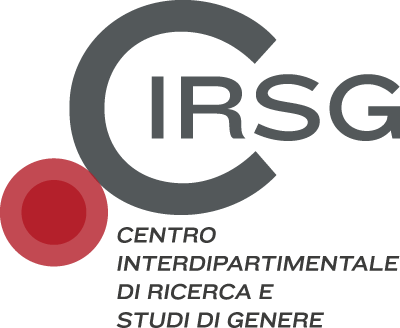 CIRSG
CENTRO
INTERDIPARTIMENTALE
DI RICERCA E
STUDI DI GENERE